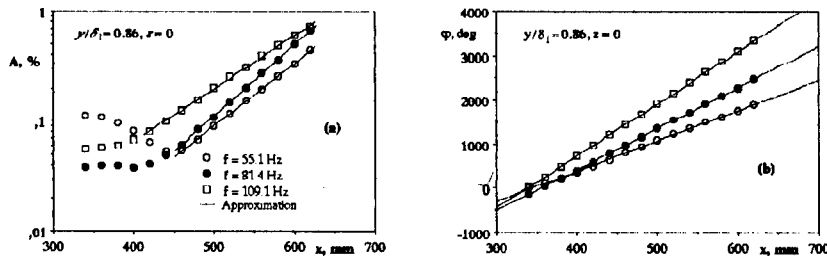 1
y/δ₁=0.86, z=0
A, %
,1
(a)
f = 55.1 Hz
f = 81.4 Hz
f = 109.1 Hz
Approximation
,01
300 400 500 600 x, mm 700
4000
φ, deg
y/δ₁=0.86, z=0
3000
2000
1000
(b)
0
-1000
300 400 500 600 x, mm 700